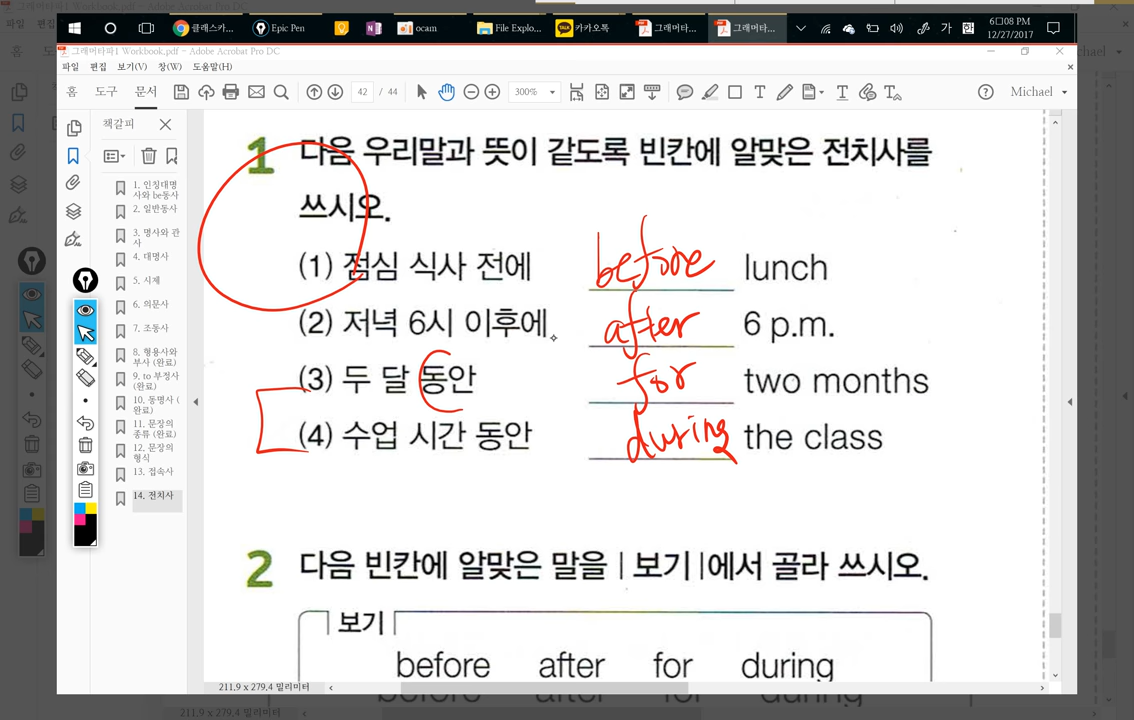 클래스카...
Epic Pen
ocam
File Explo...
카카오톡
그래머타...
그래머타...
가
한
6□08 PM
12/27/2017
그래머타파1 Workbook.pdf - Adobe Acrobat Pro DC
파일 편집 보기(V) 창(W) 도움말(H)
홈 도구 문서 42 / 44 300% Michael
책갈피
1. 인칭대명
사와 be동사
2. 일반동사
3. 명사와 관
사
4. 대명사
5. 시제
6. 의문사
7. 조동사
8. 형용사와
부사 (완료)
9. to 부정사
(완료)
10. 동명사 (
완료)
11. 문장의
종류 (완료)
12. 문장의
형식
13. 접속사
14. 전치사
1 다음 우리말과 뜻이 같도록 빈칸에 알맞은 전치사를
쓰시오.
(1) 점심 식사 전에 before lunch
(2) 저녁 6시 이후에 after 6 p.m.
(3) 두 달 동안 for two months
(4) 수업 시간 동안 during the class
2 다음 빈칸에 알맞은 말을 |보기|에서 골라 쓰시오.
보기
before after for during
211.9 x 279.4 밀리미터